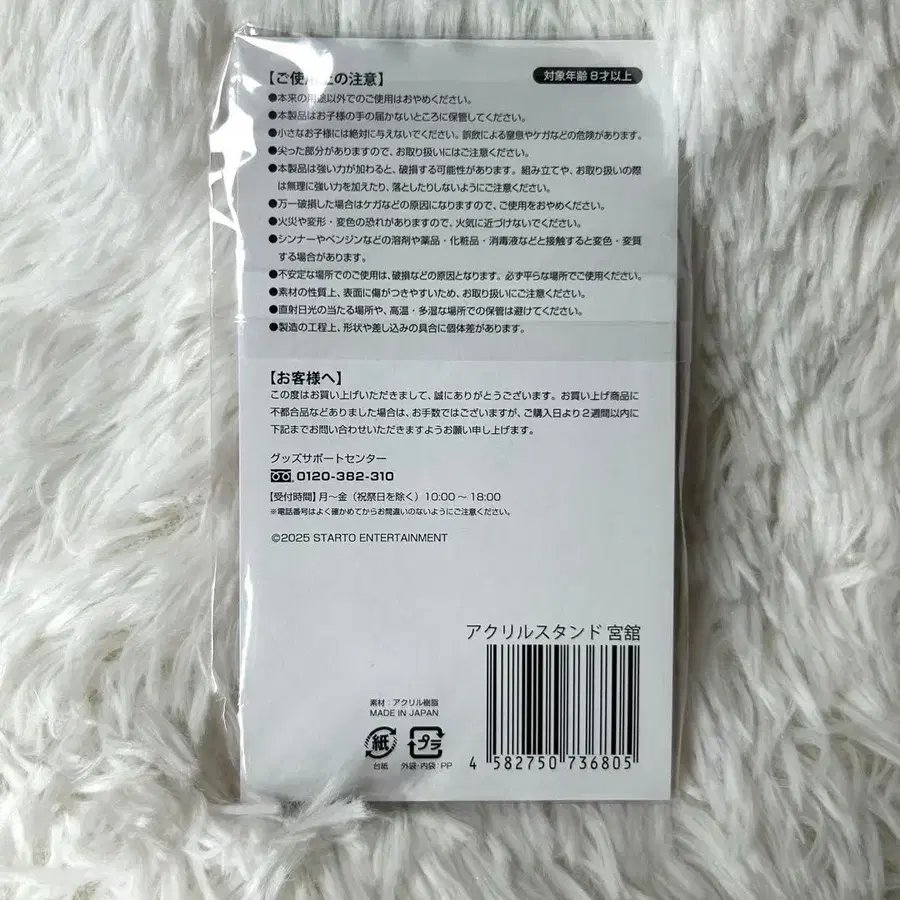 【ご使用上の注意】
対象年齢 8才以上
●本来の用途以外でのご使用はおやめください。
●本製品はお子様の手の届かないところに保管してください。
●小さなお子様には絶対に与えないでください。誤飲による窒息やケガなどの危険があります。
●尖った部分がありますので、お取り扱いにはご注意ください。
●本製品は強い力が加わると、破損する可能性があります。組み立てや、お取り扱いの際
は無理に強い力を加えたり、落としたりしないようにご注意ください。
●万一破損した場合はケガなどの原因になりますので、ご使用をおやめください。
●火災や変形・変色の恐れがありますので、火気に近づけないでください。
●シンナーやベンジンなどの溶剤や薬品・化粧品・消毒液などと接触すると変色・変質
する場合があります。
●不安定な場所でのご使用は、破損などの原因となります。必ず平らな場所でご使用ください。
●素材の性質上、表面に傷がつきやすいため、お取り扱いにご注意ください。
●直射日光の当たる場所や、高温・多湿な場所での保管は避けてください。
●製造の工程上、形状や差し込みの具合に個体差があります。
【お客様へ】
この度はお買い上げいただきまして、誠にありがとうございます。お買い上げ商品に
不都合品などありました場合は、お手数ではございますが、ご購入日より2週間以内に
下記までお問い合わせいただきますようお願い申し上げます。
グッズサポートセンター
0120-382-310
【受付時間】月～金（祝祭日を除く）10:00～18:00
※電話番号はよく確かめてからお間違いのないようにご注意ください。
©2025 STARTO ENTERTAINMENT
アクリルスタンド 宮舘
素材：アクリル樹脂
MADE IN JAPAN
紙
プラ
台紙
外袋・内袋：PP
4 582750 736805